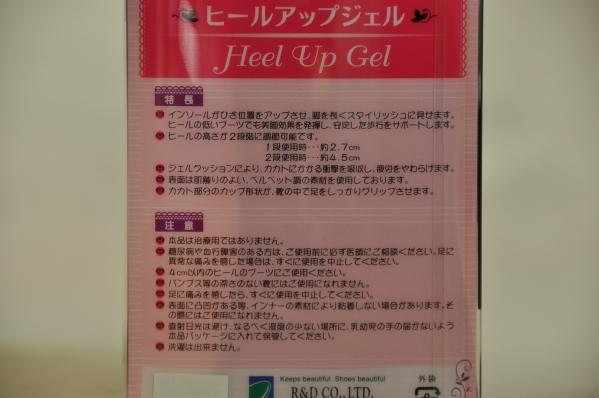 ヒールアップジェル
Heel Up Gel
特長
インソールがひざ位置をアップさせ、脚を長くスタイリッシュに見せます。
ヒールの低いブーツでも美脚効果を発揮し、安定した歩行をサポートします。
ヒールの高さが2段階に調節可能です。
1段使用時…約2.7cm
2段使用時…約4.5cm
ジェルクッションにより、カカトにかかる衝撃を吸収し、疲労をやわらげます。
表面は肌触りのよい、ベルベット調の素材を使用しております。
カカト部分のカップ形状が、靴の中で足をしっかりグリップさせます。
注意
本品は治療用ではありません。
糖尿病や血行障害のある方は、ご使用前に必ず医師にご相談ください。足に
異常な痛みを感じた場合は、すぐに使用を中止してください。
4cm以内のヒールのブーツにご使用ください。
パンプス等の深さのない靴にはご使用になれません。
足に痛みを感じたら、すぐに使用を中止してください。
表面に凸凹がある等、インナーの素材により粘着しない場合があります。そ
の際にはご使用になれません。
直射日光は避け、なるべく湿度の少ない場所に、乳幼児の手の届かないよう
本品パッケージに入れて保管してください。
洗濯は出来ません。
Keeps beautiful Shoes beautiful
R&D CO.,LTD.
外袋